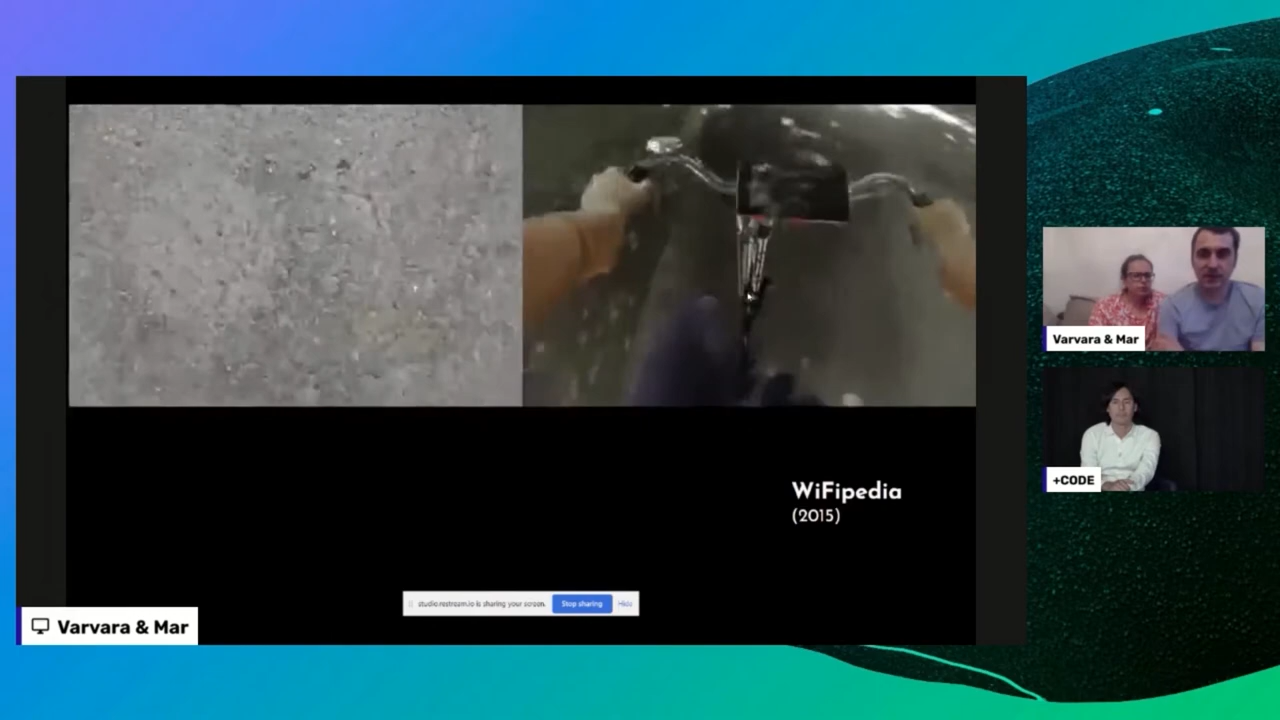 WiFipedia
(2015)
studio.restream.io is sharing your screen.
Stop sharing
Hide
Varvara & Mar
Varvara & Mar
+CODE